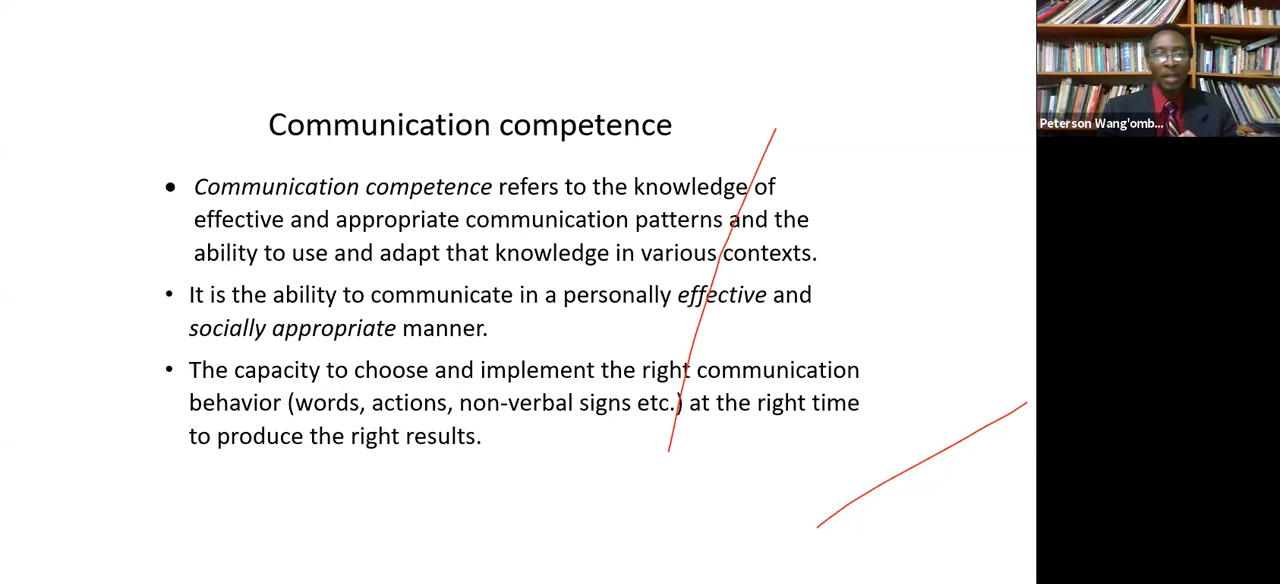 Communication competence
• Communication competence refers to the knowledge of
effective and appropriate communication patterns and the
ability to use and adapt that knowledge in various contexts.
• It is the ability to communicate in a personally effective and
socially appropriate manner.
• The capacity to choose and implement the right communication
behavior (words, actions, non-verbal signs etc.) at the right time
to produce the right results.
Peterson Wang'omb...